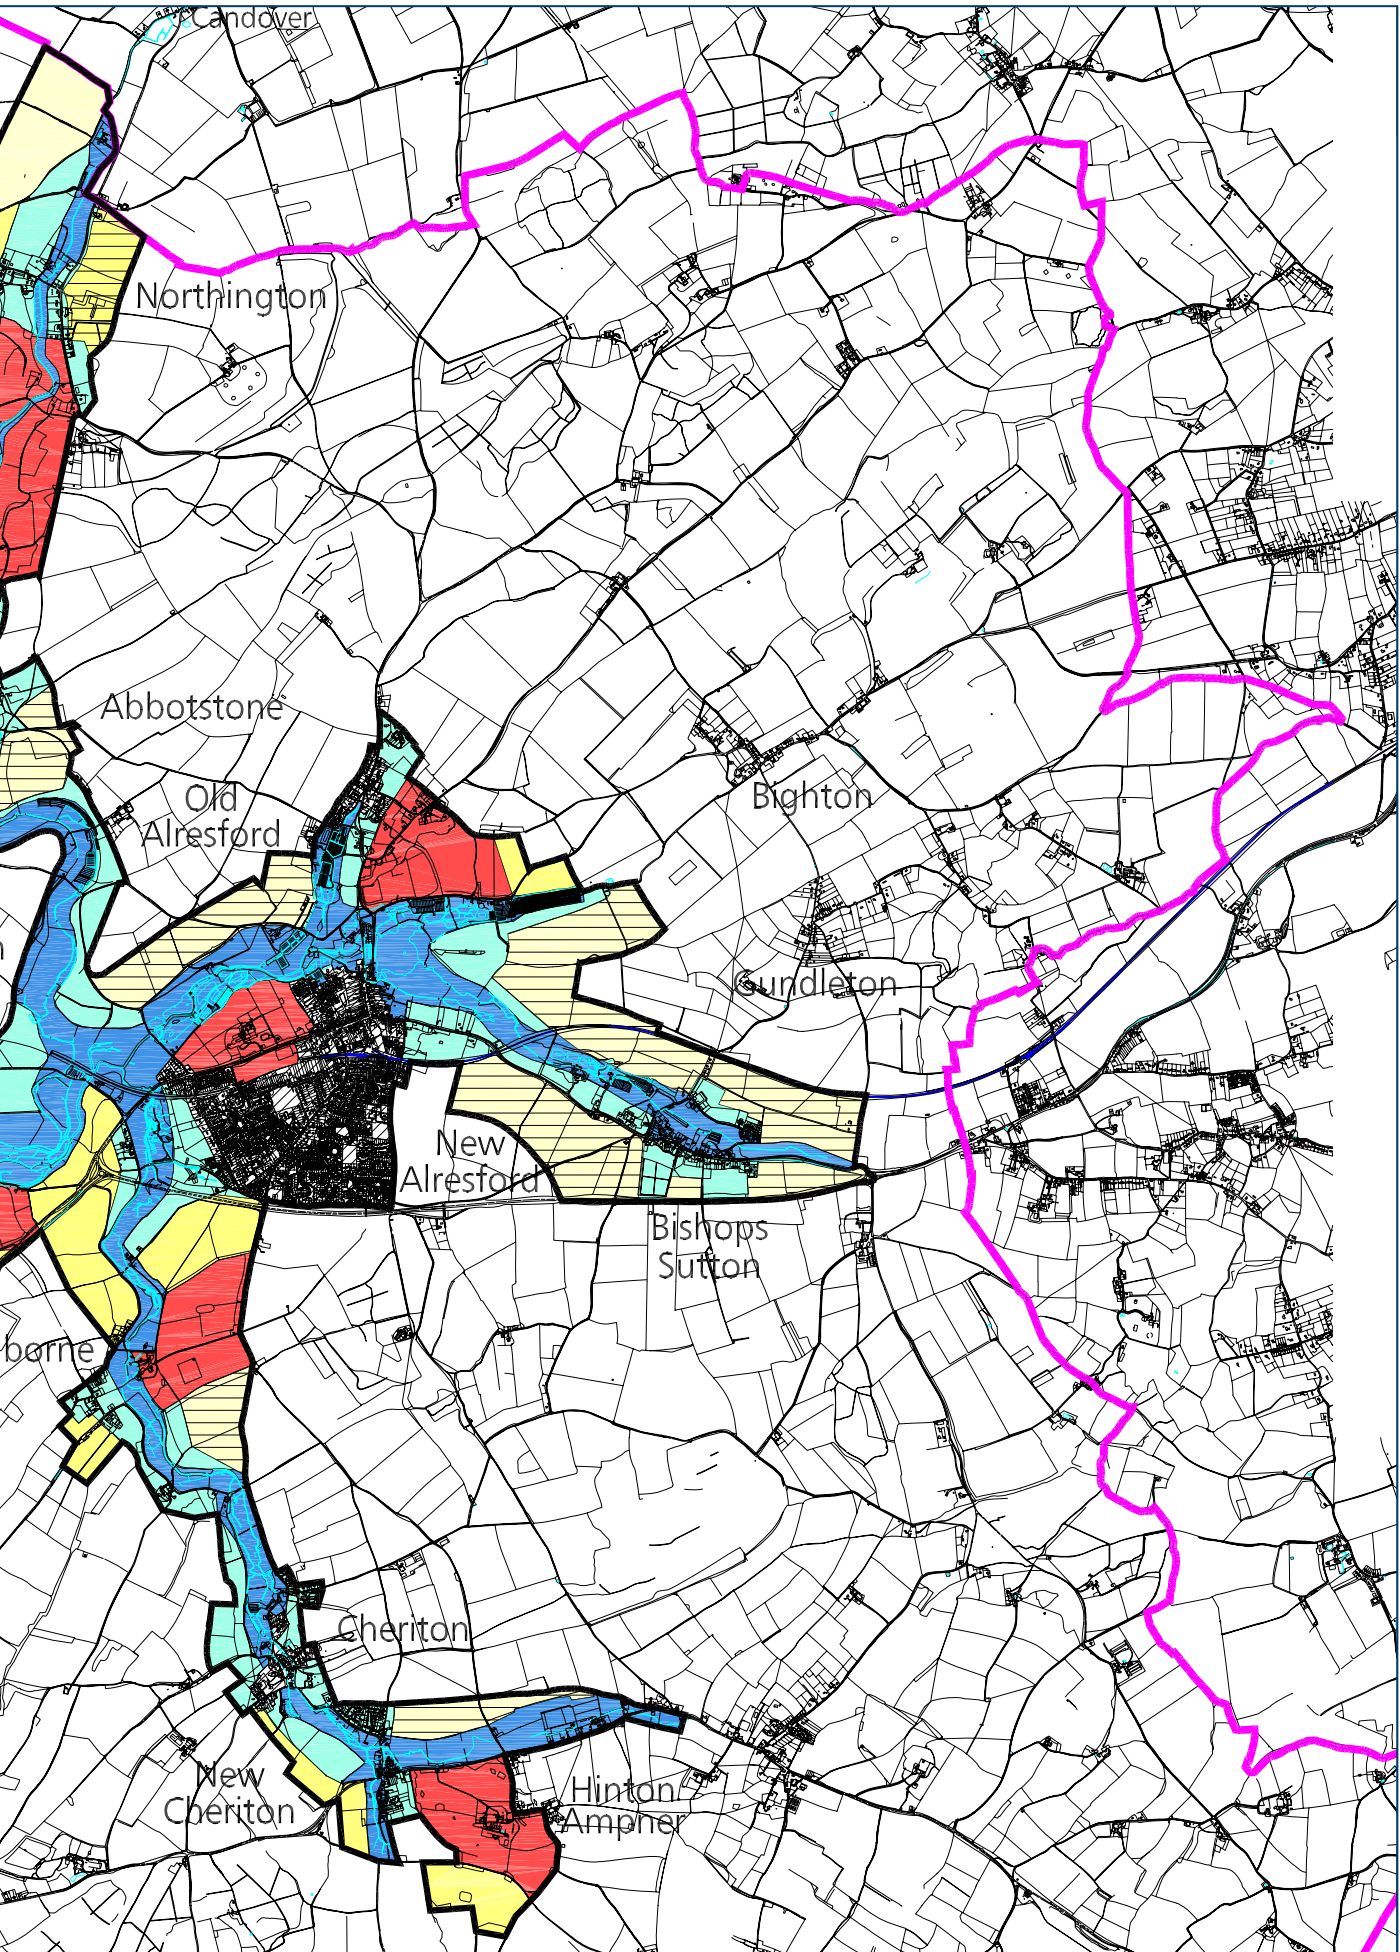 Candover
Northington
Abbotstone
Old
Alresford
Bighton
n
Gundleton
New
Alresford
Bishops
Sutton
borne
Cheriton
New
Cheriton
Hinton
Ampner